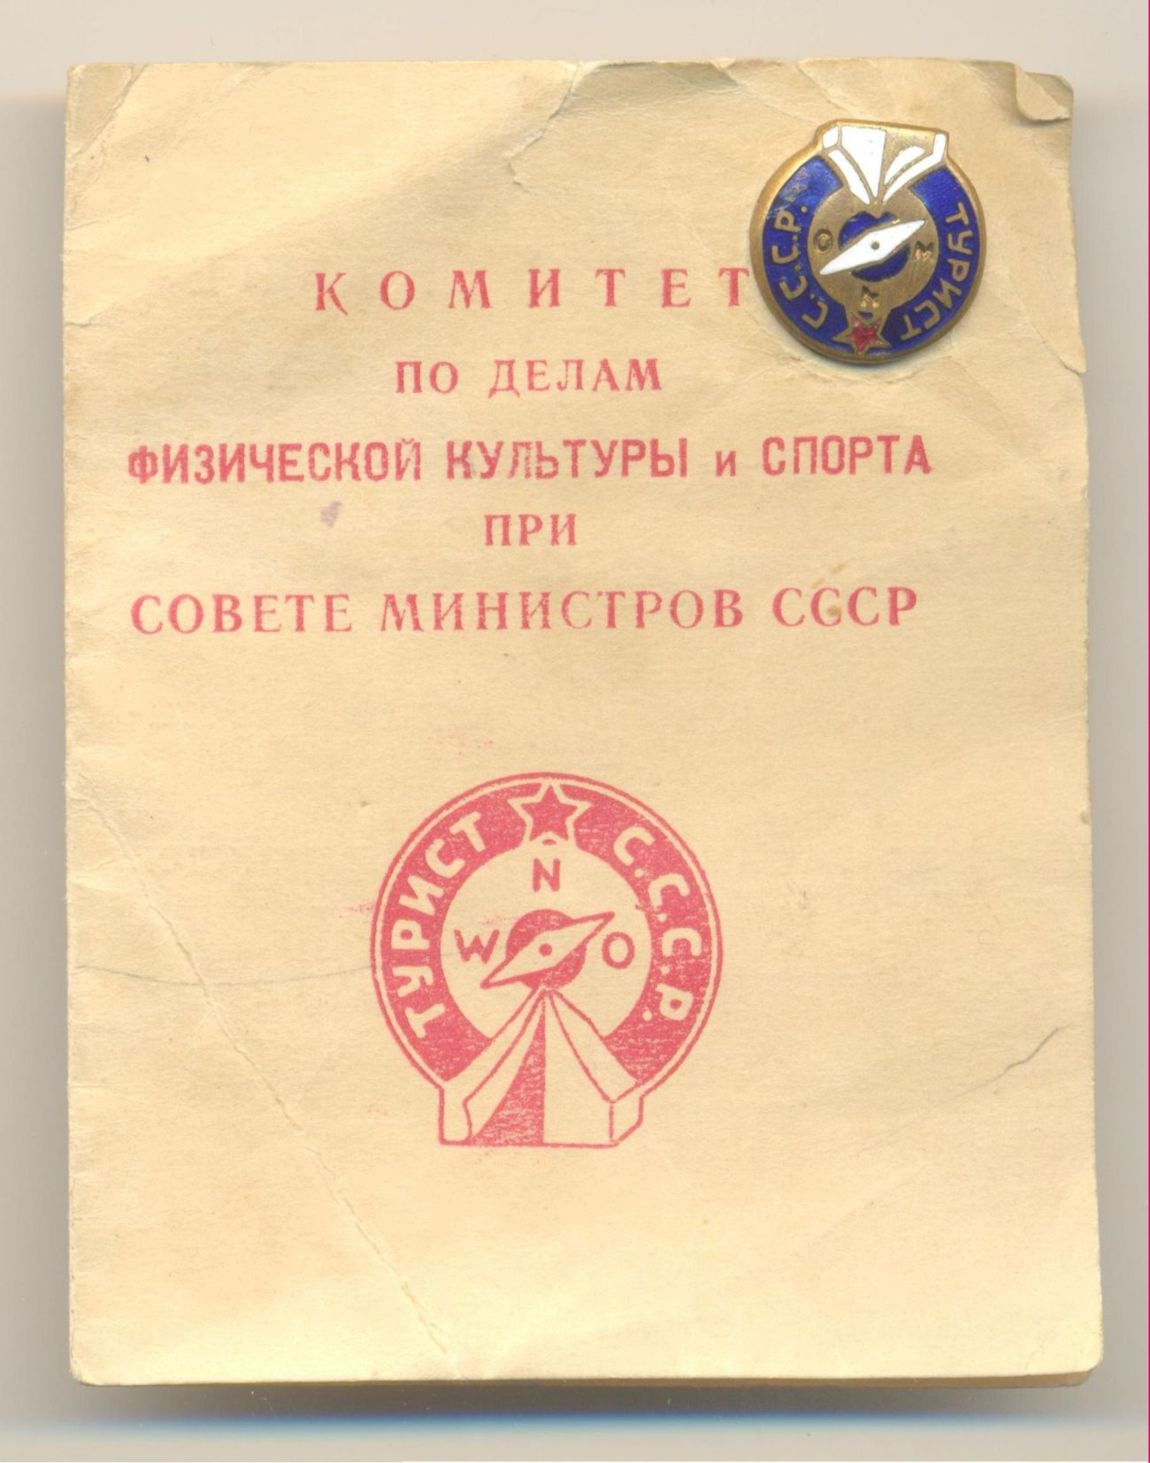 КОМИТЕТ
ПО ДЕЛАМ
ФИЗИЧЕСКОЙ КУЛЬТУРЫ и СПОРТА
ПРИ
СОВЕТЕ МИНИСТРОВ СССР
ТУРИСТ С.С.С.Р.
N
W O
ТУРИСТ С.С.С.Р.
N
W O